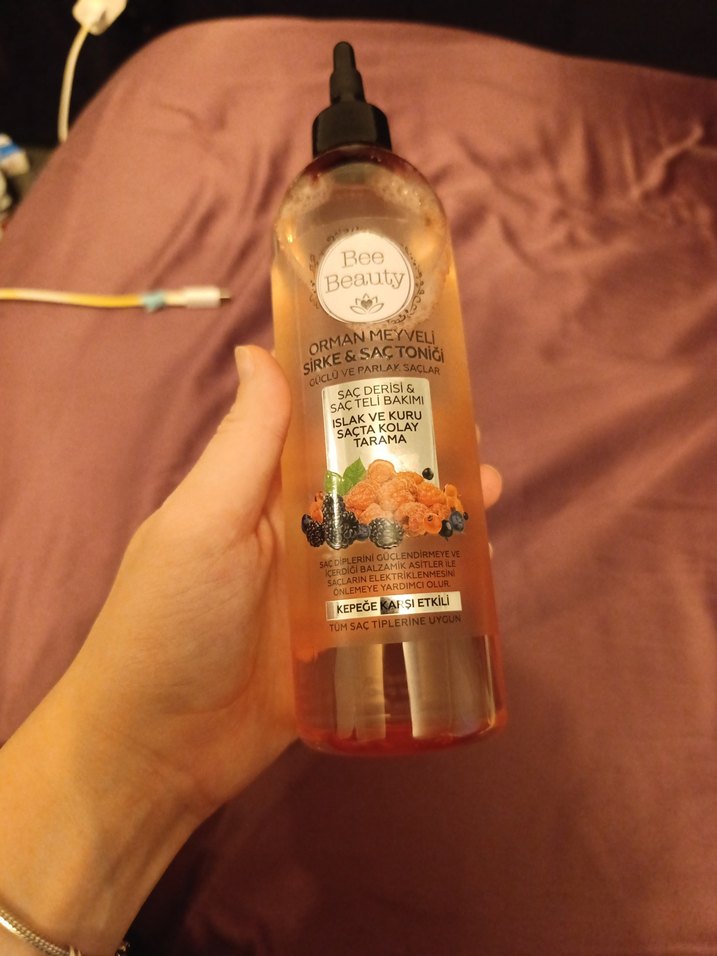 Bee
Beauty
ORMAN MEYVELİ
SİRKE & SAÇ TONİĞİ
GÜÇLÜ VE PARLAK SAÇLAR
SAÇ DERİSİ &
SAÇ TELİ BAKIMI
ISLAK VE KURU
SAÇTA KOLAY
TARAMA
SAÇ DİPLERİNİ GÜÇLENDİRMEYE VE
İÇERDİĞİ BALZAMİK ASİTLER İLE
SAÇLARIN ELEKTRİKLENMESİNİ
ÖNLEMEYE YARDIMCI OLUR.
KEPEĞE KARŞI ETKİLİ
TÜM SAÇ TİPLERİNE UYGUN